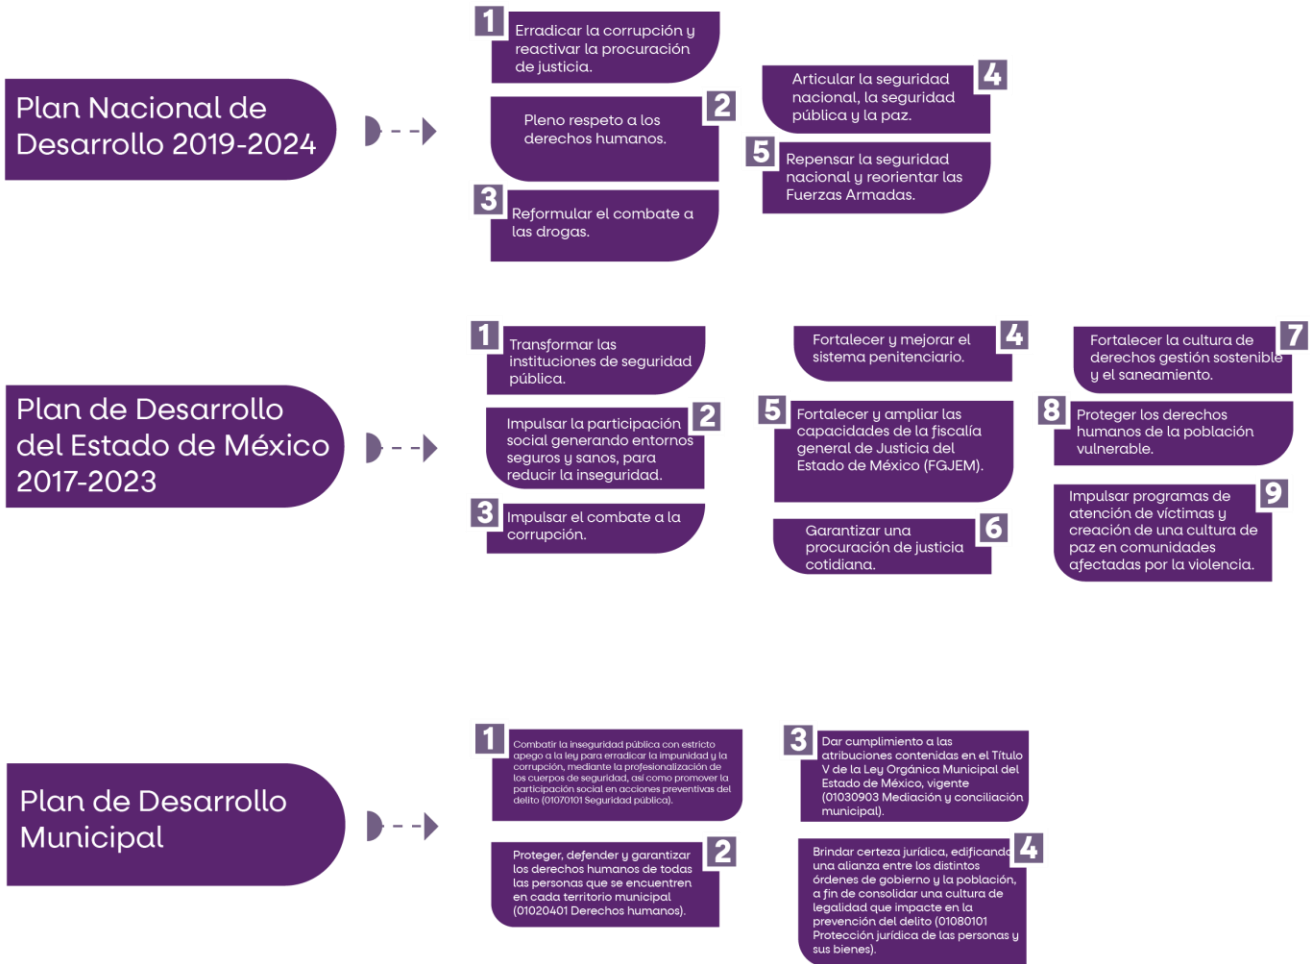 Plan Nacional de
Desarrollo 2019-2024
1
Erradicar la corrupción y
reactivar la procuración
de justicia.
2
Pleno respeto a los
derechos humanos.
3
Reformular el combate a
las drogas.
4
Articular la seguridad
nacional, la seguridad
pública y la paz.
5
Repensar la seguridad
nacional y reorientar las
Fuerzas Armadas.
Plan de Desarrollo
del Estado de México
2017-2023
1
Transformar las
instituciones de seguridad
pública.
2
Impulsar la participación
social generando entornos
seguros y sanos, para
reducir la inseguridad.
3
Impulsar el combate a la
corrupción.
4
Fortalecer y mejorar el
sistema penitenciario.
5
Fortalecer y ampliar las
capacidades de la fiscalía
general de Justicia del
Estado de México (FGJEM).
6
Garantizar una
procuración de justicia
cotidiana.
7
Fortalecer la cultura de
derechos gestión sostenible
y el saneamiento.
8
Proteger los derechos
humanos de la población
vulnerable.
9
Impulsar programas de
atención de víctimas y
creación de una cultura de
paz en comunidades
afectadas por la violencia.
Plan de Desarrollo
Municipal
1
Combatir la inseguridad pública con estricto
apego a la ley para erradicar la impunidad y la
corrupción, mediante la profesionalización de
los cuerpos de seguridad, así como promover la
participación social en acciones preventivas del
delito (01070101 Seguridad pública).
2
Proteger, defender y garantizar
los derechos humanos de todas
las personas que se encuentren
en cada territorio municipal
(01020401 Derechos humanos).
3
Dar cumplimiento a las
atribuciones contenidas en el Título
V de la Ley Orgánica Municipal del
Estado de México, vigente
(01030903 Mediación y conciliación
municipal).
4
Brindar certeza jurídica, edificando
una alianza entre los distintos
órdenes de gobierno y la población,
a fin de consolidar una cultura de
legalidad que impacte en la
prevención del delito (01080101
Protección jurídica de las personas y
sus bienes).